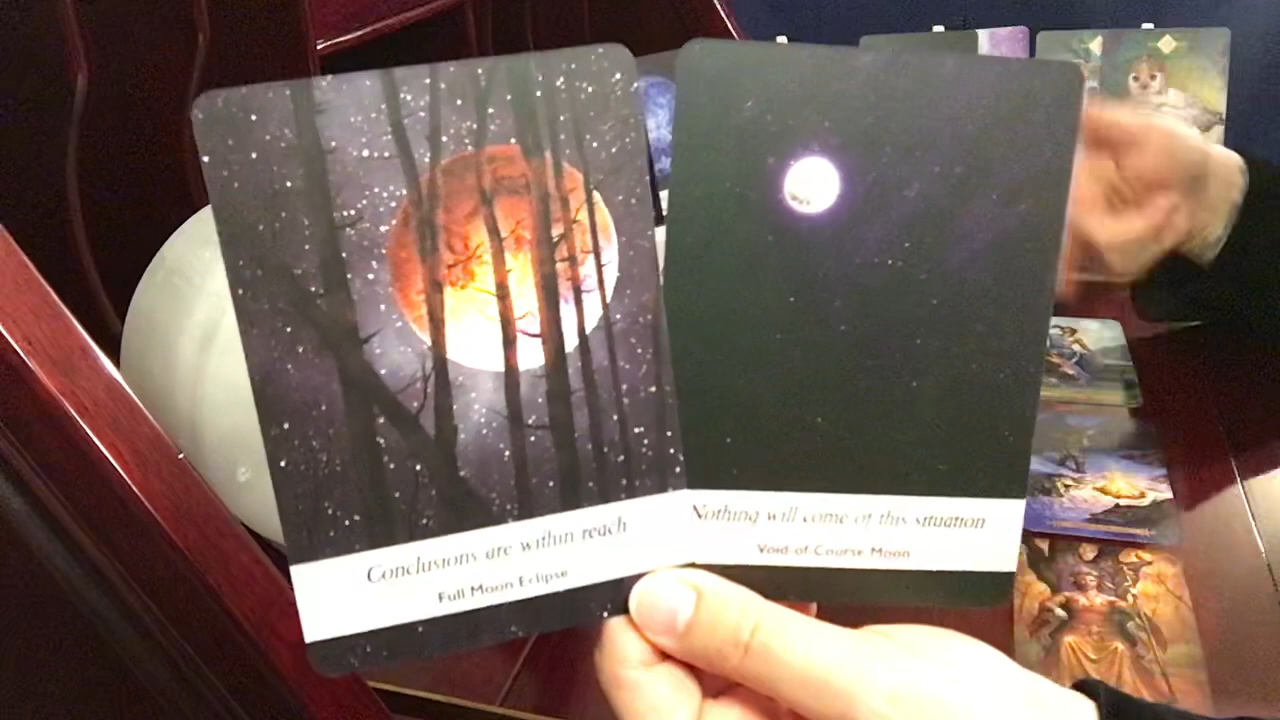 Conclusions are within reach
Full Moon Eclipse
Nothing will come of this situation
Void-of-Course Moon